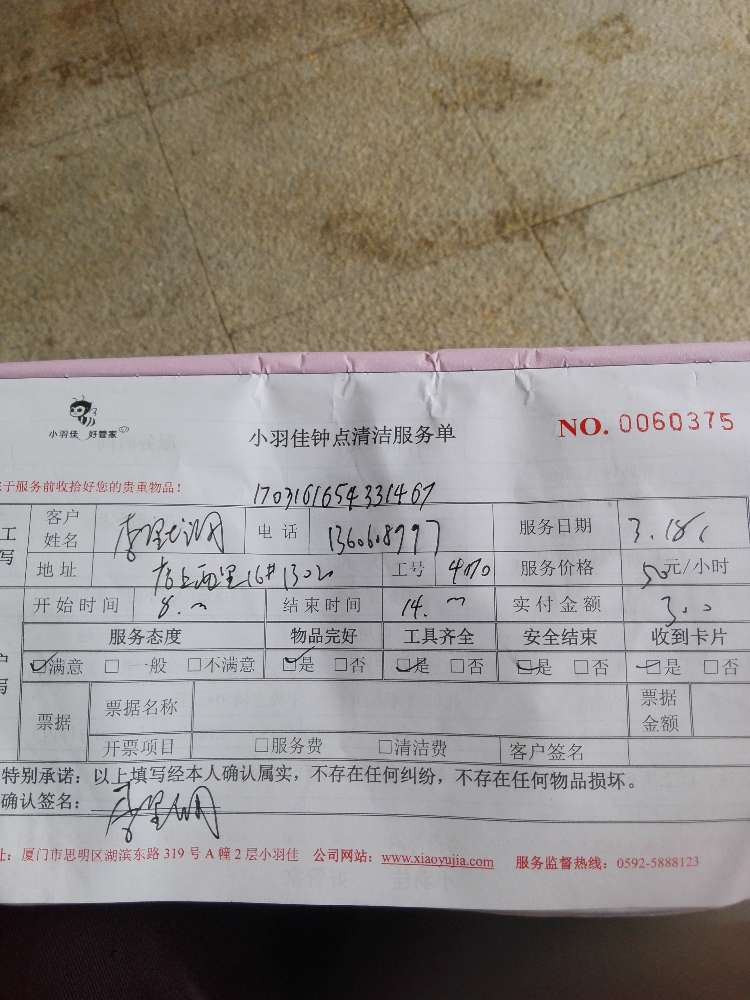 小羽佳 好管家
小羽佳钟点清洁服务单
NO. 0060375
于服务前收拾好您的贵重物品！
1703161654331467
客户姓名 电话 服务日期 3.18
地址 16#1302 工号 服务价格 50元/小时
开始时间 8. 结束时间 14. 实付金额 300
服务态度 物品完好 工具齐全 安全结束 收到卡片
☑满意 □一般 □不满意 ☑是 □否 ☑是 □否 ☑是 □否 ☑是 □否
票据 票据名称 票据金额
开票项目 □服务费 □清洁费 客户签名
特别承诺：以上填写经本人确认属实，不存在任何纠纷，不存在任何物品损坏。
确认签名：
址：厦门市思明区湖滨东路 319 号 A 幢 2 层小羽佳 公司网站：www.xiaoyujia.com 服务监督热线：0592-5888123